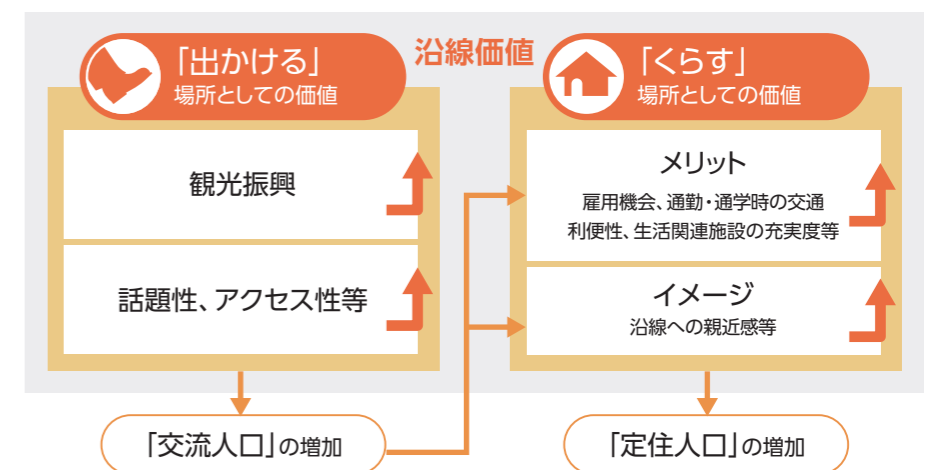 沿線価値
「出かける」
場所としての価値
観光振興
話題性、アクセス性等
「交流人口」の増加
「くらす」
場所としての価値
メリット
雇用機会、通勤・通学時の交通
利便性、生活関連施設の充実度等
イメージ
沿線への親近感等
「定住人口」の増加